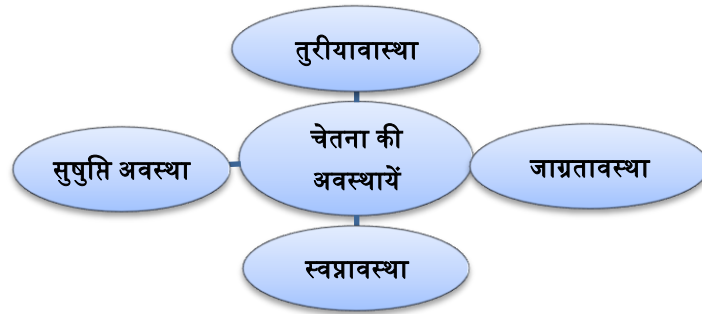 तुरीयावास्था
चेतना की
अवस्थायें
सुषुप्ति अवस्था
जाग्रतावस्था
स्वप्नावस्था